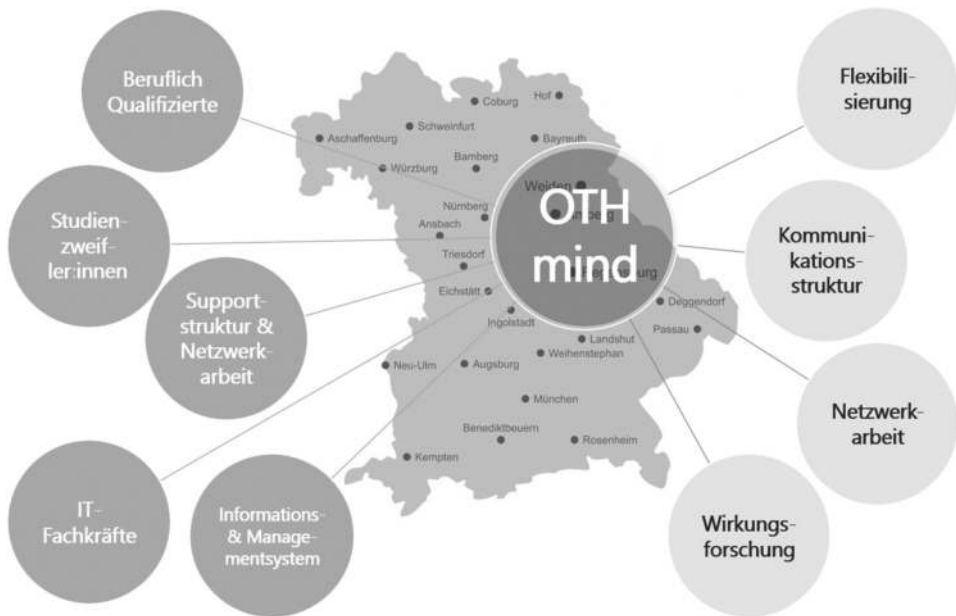 Beruflich
Qualifizierte
Studien-
zweif-
ler:innen
Support-
struktur &
Netzwerk-
arbeit
IT-
Fachkräfte
Informations-
& Manage-
mentsystem
Coburg
Hof
Schweinfurt
Aschaffenburg
Bayreuth
Bamberg
Würzburg
Weiden
Nürnberg
Ansbach
OTH
mind
Triesdorf
Eichstätt
Ingolstadt
Deggendorf
Passau
Landshut
Weihenstephan
Neu-Ulm
Augsburg
München
Benediktbeuern
Rosenheim
Kempten
Flexibili-
sierung
Kommuni-
kations-
struktur
Netzwerk-
arbeit
Wirkungs-
forschung